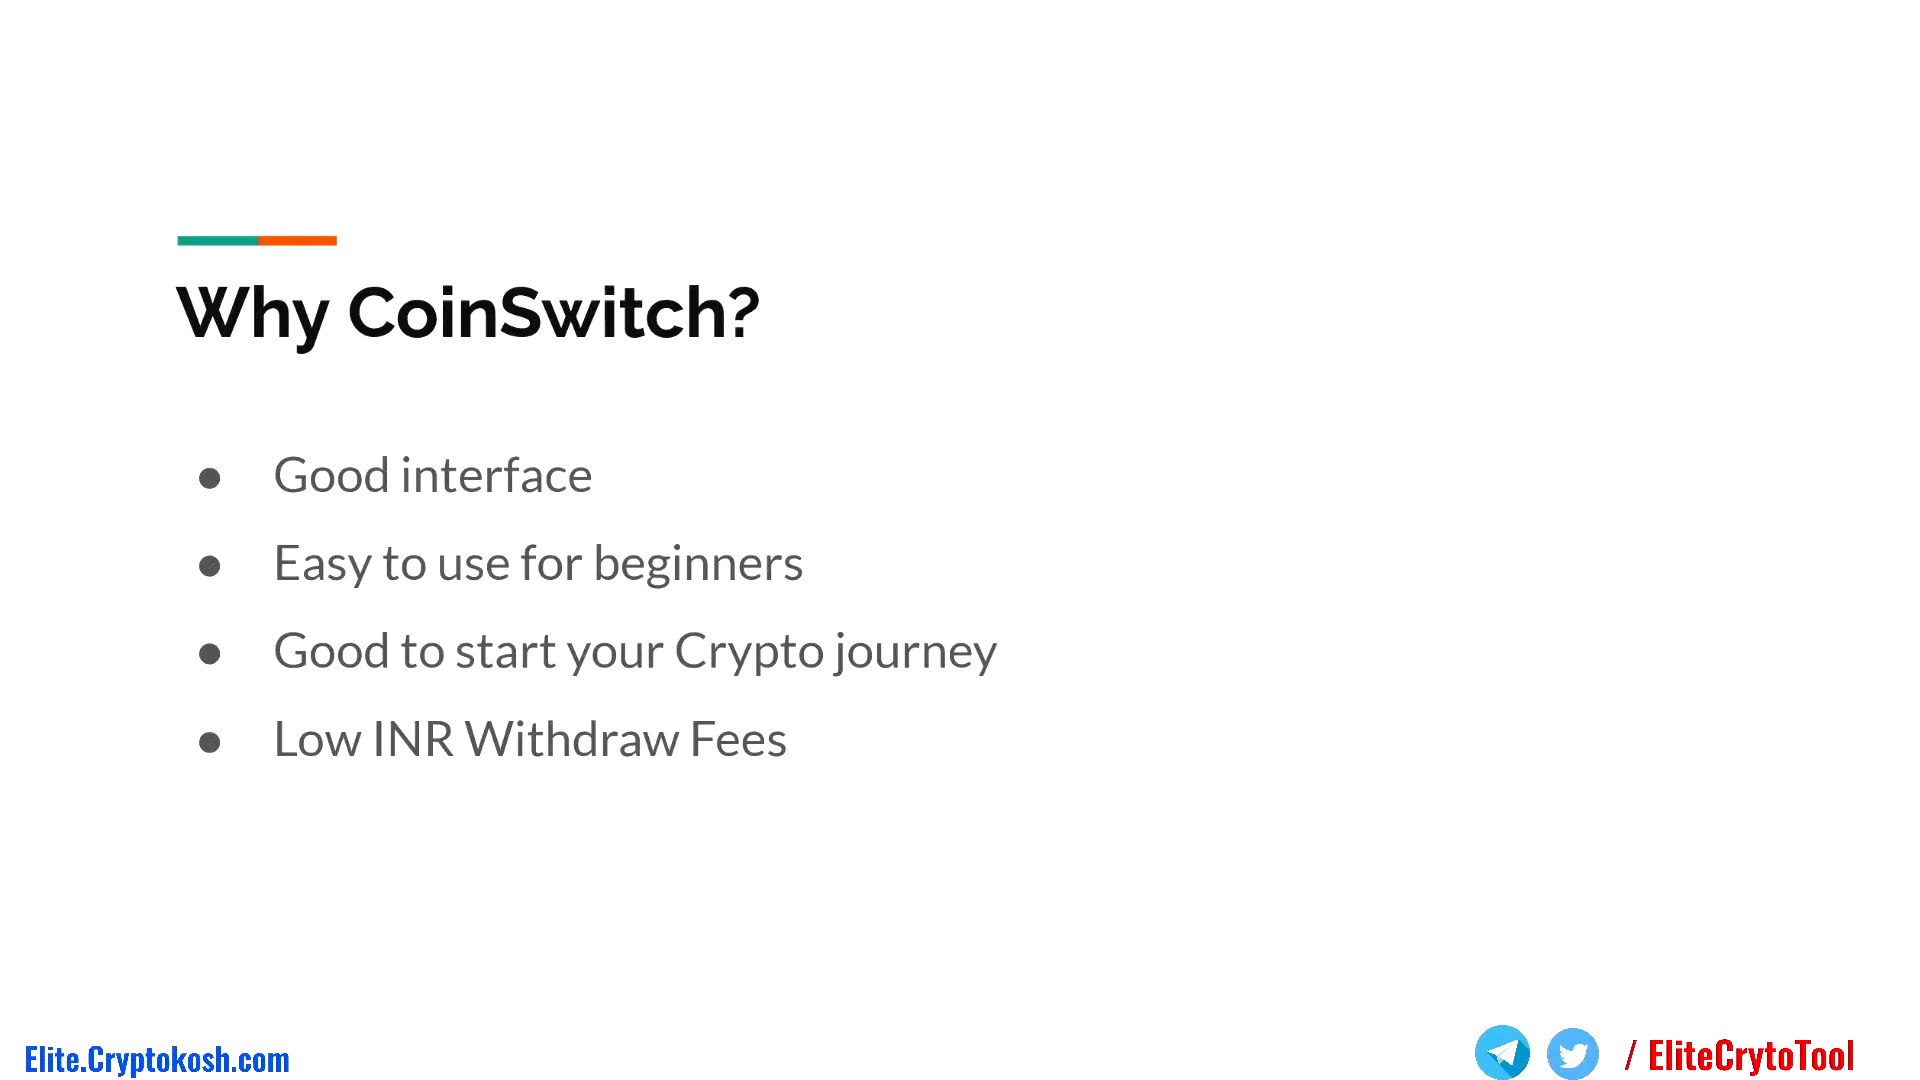 Why CoinSwitch?
● Good interface
● Easy to use for beginners
● Good to start your Crypto journey
● Low INR Withdraw Fees
Elite.Cryptokosh.com
/ EliteCrytoTool